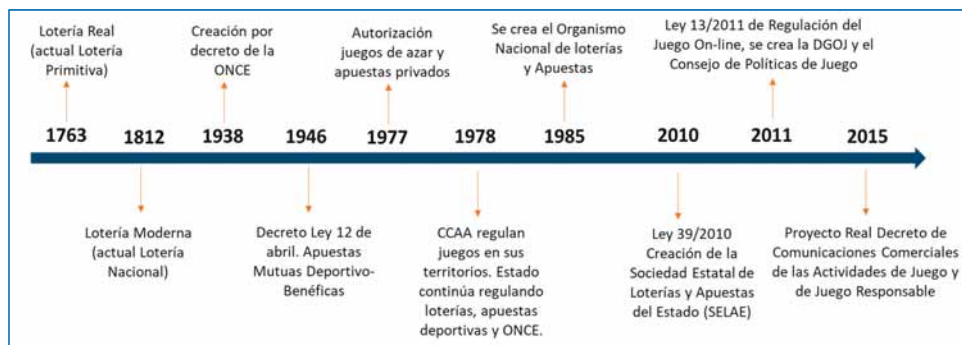 Lotería Real
(actual Lotería
Primitiva)
Creación por
decreto de la
ONCE
Autorización
juegos de azar y
apuestas privados
Se crea el Organismo
Nacional de loterías
y Apuestas
Ley 13/2011 de Regulación del
Juego On-line, se crea la DGOJ y el
Consejo de Políticas de Juego
1763 1812 1938 1946 1977 1978 1985 2010 2011 2015
Lotería Moderna
(actual Lotería
Nacional)
Decreto Ley 12 de
abril. Apuestas
Mutuas Deportivo-
Benéficas
CCAA regulan
juegos en sus
territorios. Estado
continúa regulando
loterías, apuestas
deportivas y ONCE.
Ley 39/2010
Creación de la
Sociedad Estatal de
Loterías y Apuestas
del Estado (SELAE)
Proyecto Real Decreto de
Comunicaciones Comerciales
de las Actividades de Juego y
de Juego Responsable